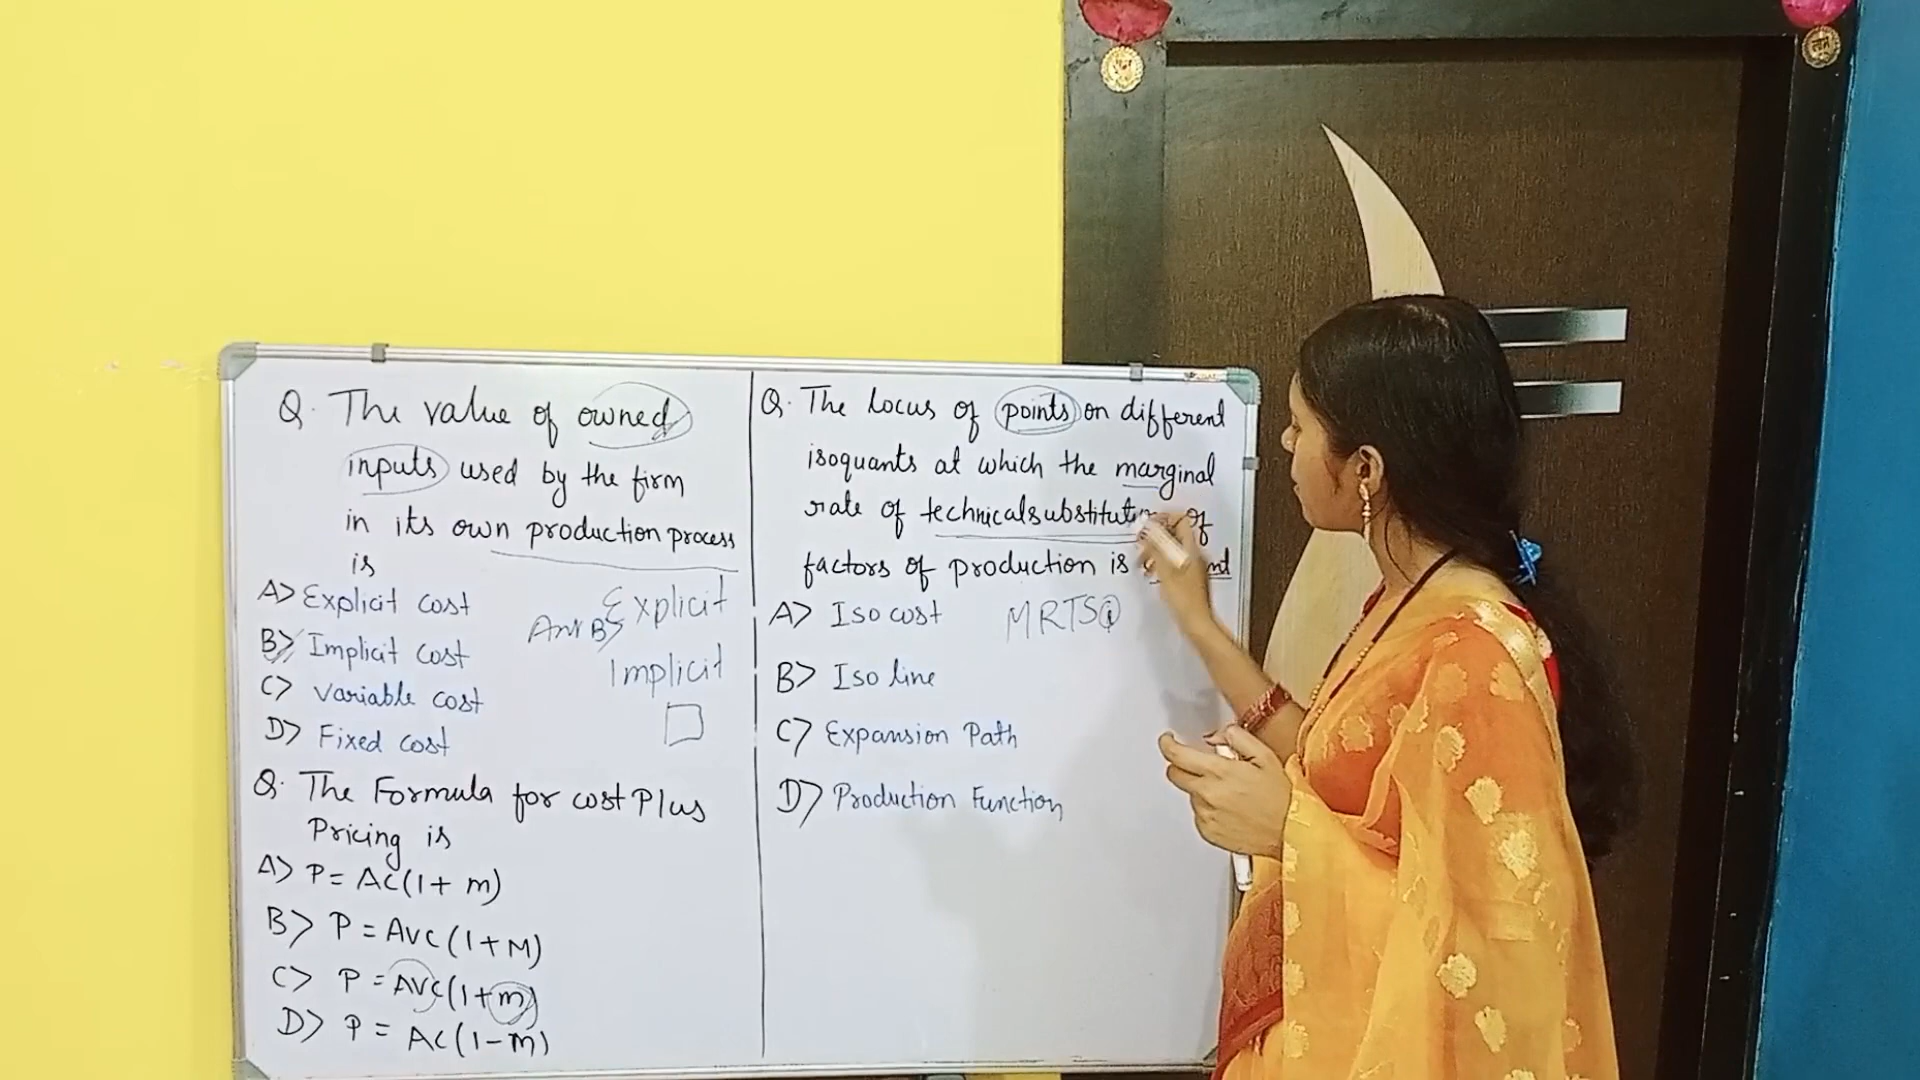 Q. The value of owned
inputs used by the firm
in its own production process
is
A> Explicit cost
B> Implicit cost
C> Variable cost
D> Fixed cost
Explicit
Ans B>
Implicit
Q. The Formula for cost Plus
Pricing is
A> P = AC(1 + m)
B> P = AVC (1 + M)
C> P = AVC (1 + m)
D> P = AC (1 - m)
Q. The locus of points on different
isoquants at which the marginal
rate of technical substitution of
factors of production is
A> Iso cost
MRTS
B> Iso line
C> Expansion Path
D> Production Function